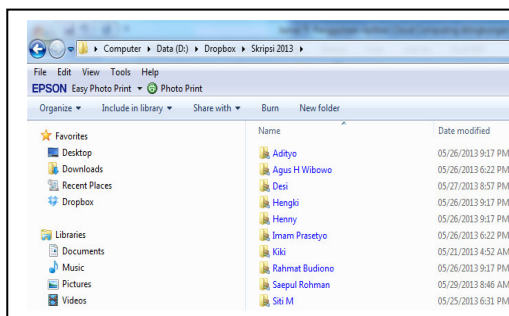 Computer ▸ Data (D:) ▸ Dropbox ▸ Skripsi 2013 ▸
File Edit View Tools Help
EPSON Easy Photo Print ▾ Photo Print
Organize ▾ Include in library ▾ Share with ▾ Burn New folder
Favorites
Desktop
Downloads
Recent Places
Dropbox
Libraries
Documents
Music
Pictures
Videos
Name Date modified
Adityo 05/26/2013 9:17 PM
Agus H Wibowo 05/26/2013 6:22 PM
Desi 05/27/2013 8:57 PM
Hengki 05/26/2013 9:17 PM
Henny 05/26/2013 9:17 PM
Imam Prasetyo 05/26/2013 6:22 PM
Kiki 05/21/2013 4:52 AM
Rahmat Budiono 05/26/2013 9:17 PM
Saepul Rohman 05/29/2013 8:46 AM
Siti M 05/25/2013 6:31 PM